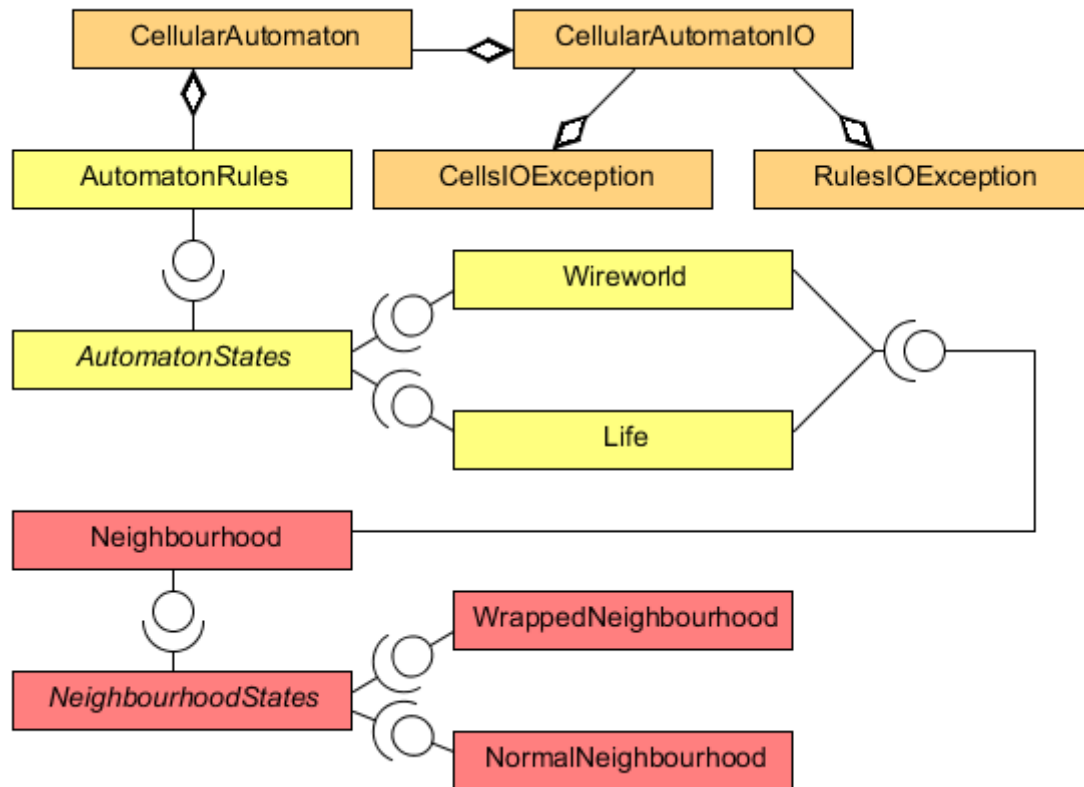 CellularAutomaton
CellularAutomatonIO
AutomatonRules
CellsIOException
RulesIOException
Wireworld
AutomatonStates
Life
Neighbourhood
WrappedNeighbourhood
NeighbourhoodStates
NormalNeighbourhood